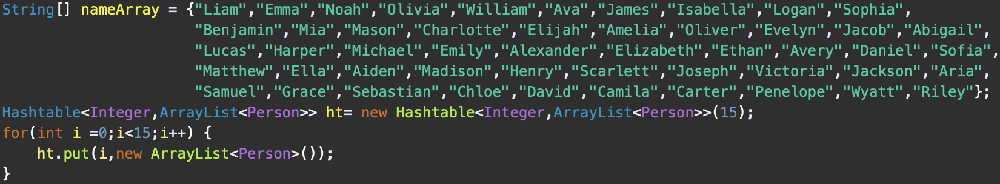 String[] nameArray = {"Liam","Emma","Noah","Olivia","William","Ava","James","Isabella","Logan","Sophia",
"Benjamin","Mia","Mason","Charlotte","Elijah","Amelia","Oliver","Evelyn","Jacob","Abigail",
"Lucas","Harper","Michael","Emily","Alexander","Elizabeth","Ethan","Avery","Daniel","Sofia",
"Matthew","Ella","Aiden","Madison","Henry","Scarlett","Joseph","Victoria","Jackson","Aria",
"Samuel","Grace","Sebastian","Chloe","David","Camila","Carter","Penelope","Wyatt","Riley"};
Hashtable<Integer,ArrayList<Person>> ht= new Hashtable<Integer,ArrayList<Person>>(15);
for(int i =0;i<15;i++) {
ht.put(i,new ArrayList<Person>());
}